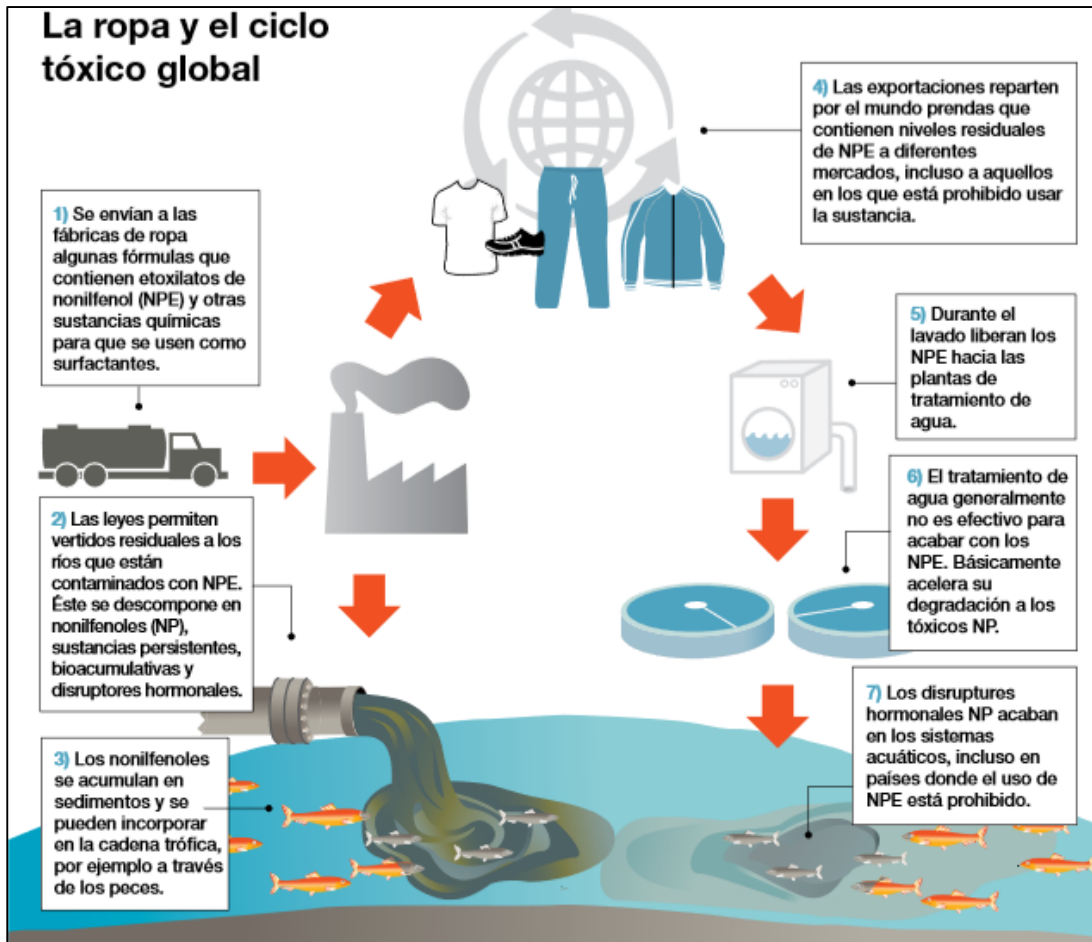 La ropa y el ciclo
tóxico global
1) Se envían a las
fábricas de ropa
algunas fórmulas que
contienen etoxilatos de
nonilfenol (NPE) y otras
sustancias químicas
para que se usen como
surfactantes.
2) Las leyes permiten
vertidos residuales a los
ríos que están
contaminados con NPE.
Éste se descompone en
nonilfenoles (NP),
sustancias persistentes,
bioacumulativas y
disruptores hormonales.
3) Los nonilfenoles
se acumulan en
sedimentos y se
pueden incorporar
en la cadena trófica,
por ejemplo a través
de los peces.
4) Las exportaciones reparten
por el mundo prendas que
contienen niveles residuales
de NPE a diferentes
mercados, incluso a aquellos
en los que está prohibido usar
la sustancia.
5) Durante el
lavado liberan los
NPE hacia las
plantas de
tratamiento de
agua.
6) El tratamiento de
agua generalmente
no es efectivo para
acabar con los
NPE. Básicamente
acelera su
degradación a los
tóxicos NP.
7) Los disruptures
hormonales NP acaban
en los sistemas
acuáticos, incluso en
países donde el uso de
NPE está prohibido.